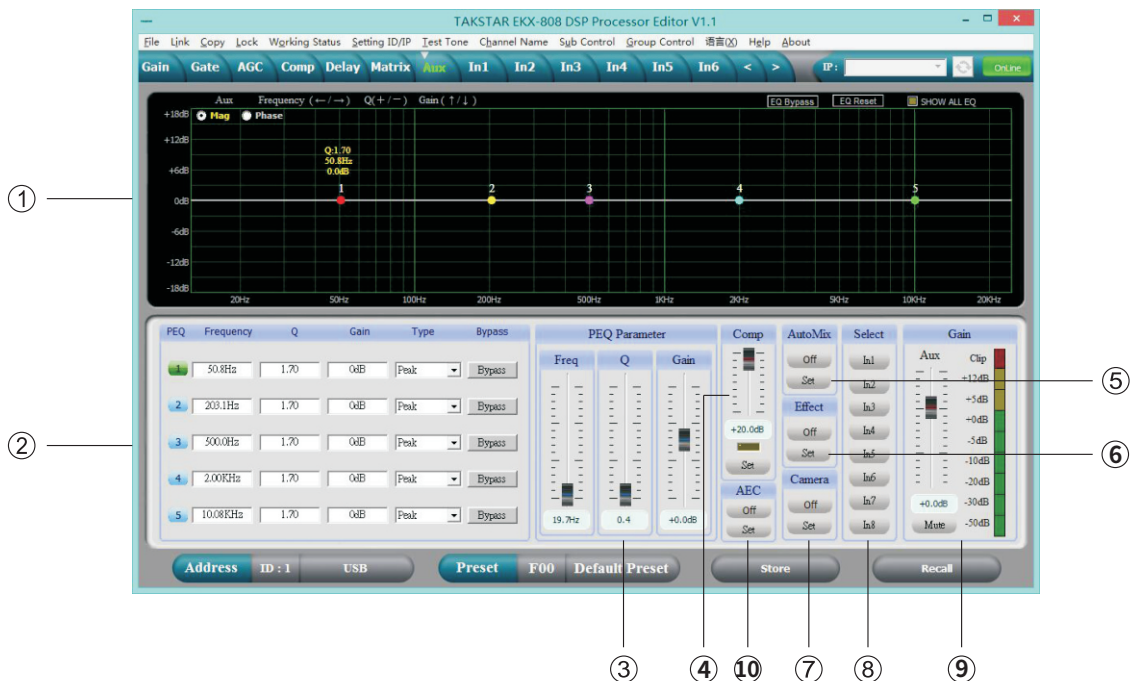 TAKSTAR EKX-808 DSP Processor Editor V1.1
File Link Copy Lock Working Status Setting ID/IP Test Tone Channel Name Sub Control Group Control 语言(X) Help About
Gain Gate AGC Comp Delay Matrix Aux In1 In2 In3 In4 In5 In6 < > IP: OnLine
Aux Frequency (←/→) Q(+/−) Gain (↑/↓) EQ Bypass EQ Reset SHOW ALL EQ
+18dB Mag Phase
+12dB
Q:1.70
50.8Hz
0.0dB
+6dB
1 2 3 4 5
0dB
-6dB
-12dB
-18dB
20Hz 50Hz 100Hz 200Hz 500Hz 1KHz 2KHz 5KHz 10KHz 20KHz
PEQ Frequency Q Gain Type Bypass
1 50.8Hz 1.70 0dB Peak Bypass
2 203.1Hz 1.70 0dB Peak Bypass
3 500.0Hz 1.70 0dB Peak Bypass
4 2.00KHz 1.70 0dB Peak Bypass
5 10.08KHz 1.70 0dB Peak Bypass
PEQ Parameter
Freq Q Gain
19.7Hz 0.4 +0.0dB
Comp
+20.0dB
Set
AEC
Off
Set
AutoMix
Off
Set
Effect
Off
Set
Camera
Off
Set
Select
In1
In2
In3
In4
In5
In6
In7
In8
Gain
Aux Clip
+12dB
+5dB
+0dB
-5dB
-10dB
-20dB
-30dB
-50dB
+0.0dB
Mute
Address ID : 1 USB Preset F00 Default Preset Store Recall
①
②
⑤
⑥
③ ④ ⑩ ⑦ ⑧ ⑨